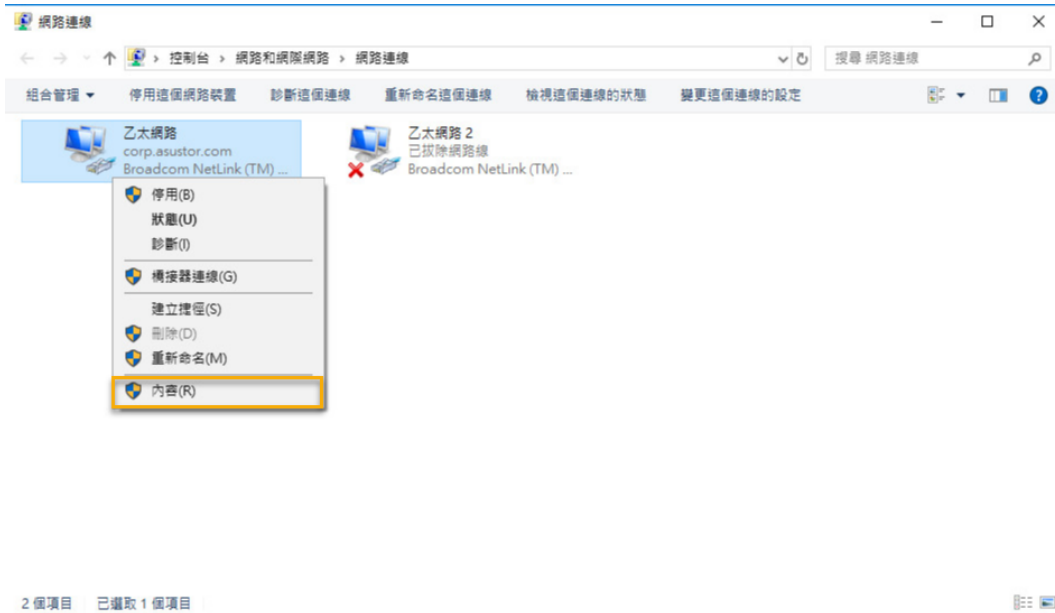 網路連線
控制台 › 網路和網際網路 › 網路連線
搜尋 網路連線
組合管理 停用這個網路裝置 診斷這個連線 重新命名這個連線 檢視這個連線的狀態 變更這個連線的設定
乙太網路
corp.asustor.com
Broadcom NetLink (TM) ...
乙太網路 2
已拔除網路線
Broadcom NetLink (TM) ...
停用(B)
狀態(U)
診斷(I)
橋接器連線(G)
建立捷徑(S)
刪除(D)
重新命名(M)
內容(R)
2 個項目 已選取 1 個項目